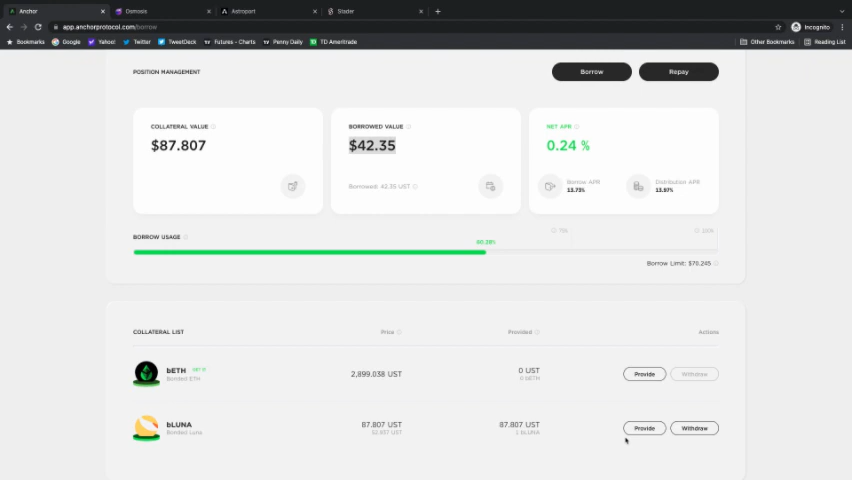 Anchor
Osmosis
Astroport
Stader
app.anchorprotocol.com/borrow
Incognito
Bookmarks
Google
Yahoo!
Twitter
TweetDeck
Futures - Charts
Penny Daily
TD Ameritrade
Other Bookmarks
Reading List
POSITION MANAGEMENT
Borrow
Repay
COLLATERAL VALUE
$87.807
BORROWED VALUE
$42.35
Borrowed: 42.35 UST
NET APR
0.24 %
Borrow APR
13.73%
Distribution APR
13.97%
BORROW USAGE
60.28%
Borrow Limit: $70.245
COLLATERAL LIST
Price
Provided
Actions
bETH
Bonded ETH
2,899.038 UST
0 UST
0 bETH
Provide
Withdraw
bLUNA
Bonded Luna
87.807 UST
87.807 UST
1 bLUNA
Provide
Withdraw